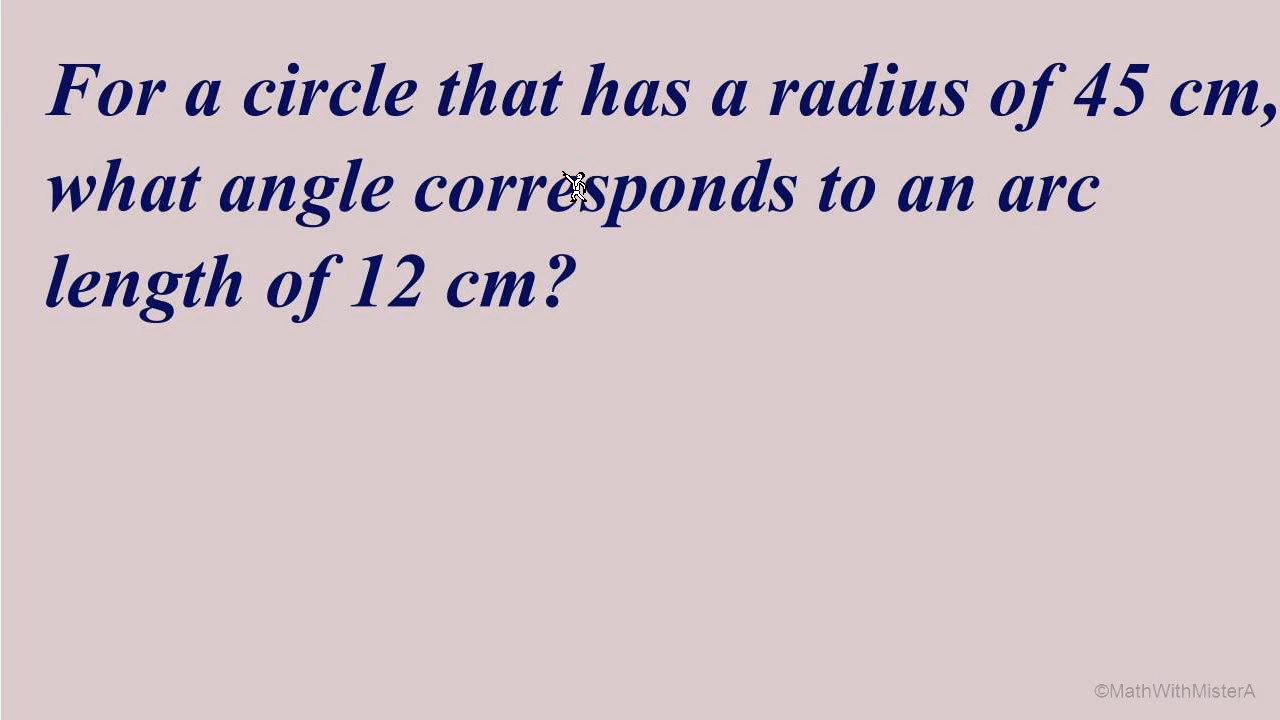 For a circle that has a radius of 45 cm,
what angle corresponds to an arc
length of 12 cm?
©MathWithMisterA